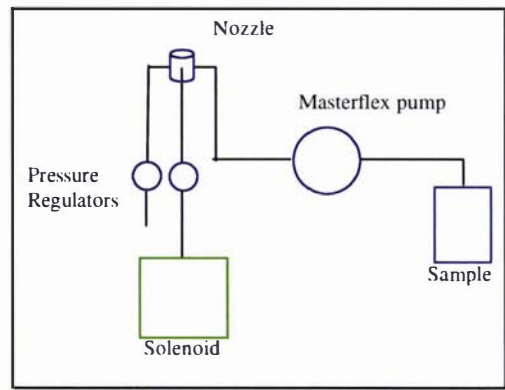 Nozzle
Masterflex pump
Pressure
Regulators
Sample
Solenoid